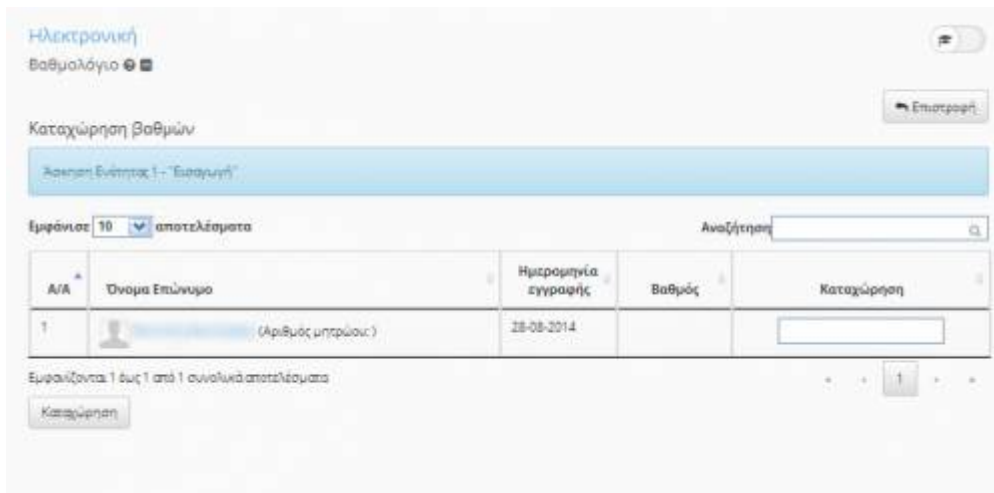 Ηλεκτρονική
Βαθμολόγιο
Επιστροφή
Καταχώρηση βαθμών
Άσκηση Ενότητας 1 - "Εισαγωγή"
Εμφάνισε 10 αποτελέσματα Αναζήτηση
Α/Α Όνομα Επώνυμο Ημερομηνία εγγραφής Βαθμός Καταχώρηση
1 (Αριθμός μητρώου: ) 28-08-2014
Εμφανίζονται 1 έως 1 από 1 συνολικά αποτελέσματα « ‹ 1 › »
Καταχώρηση